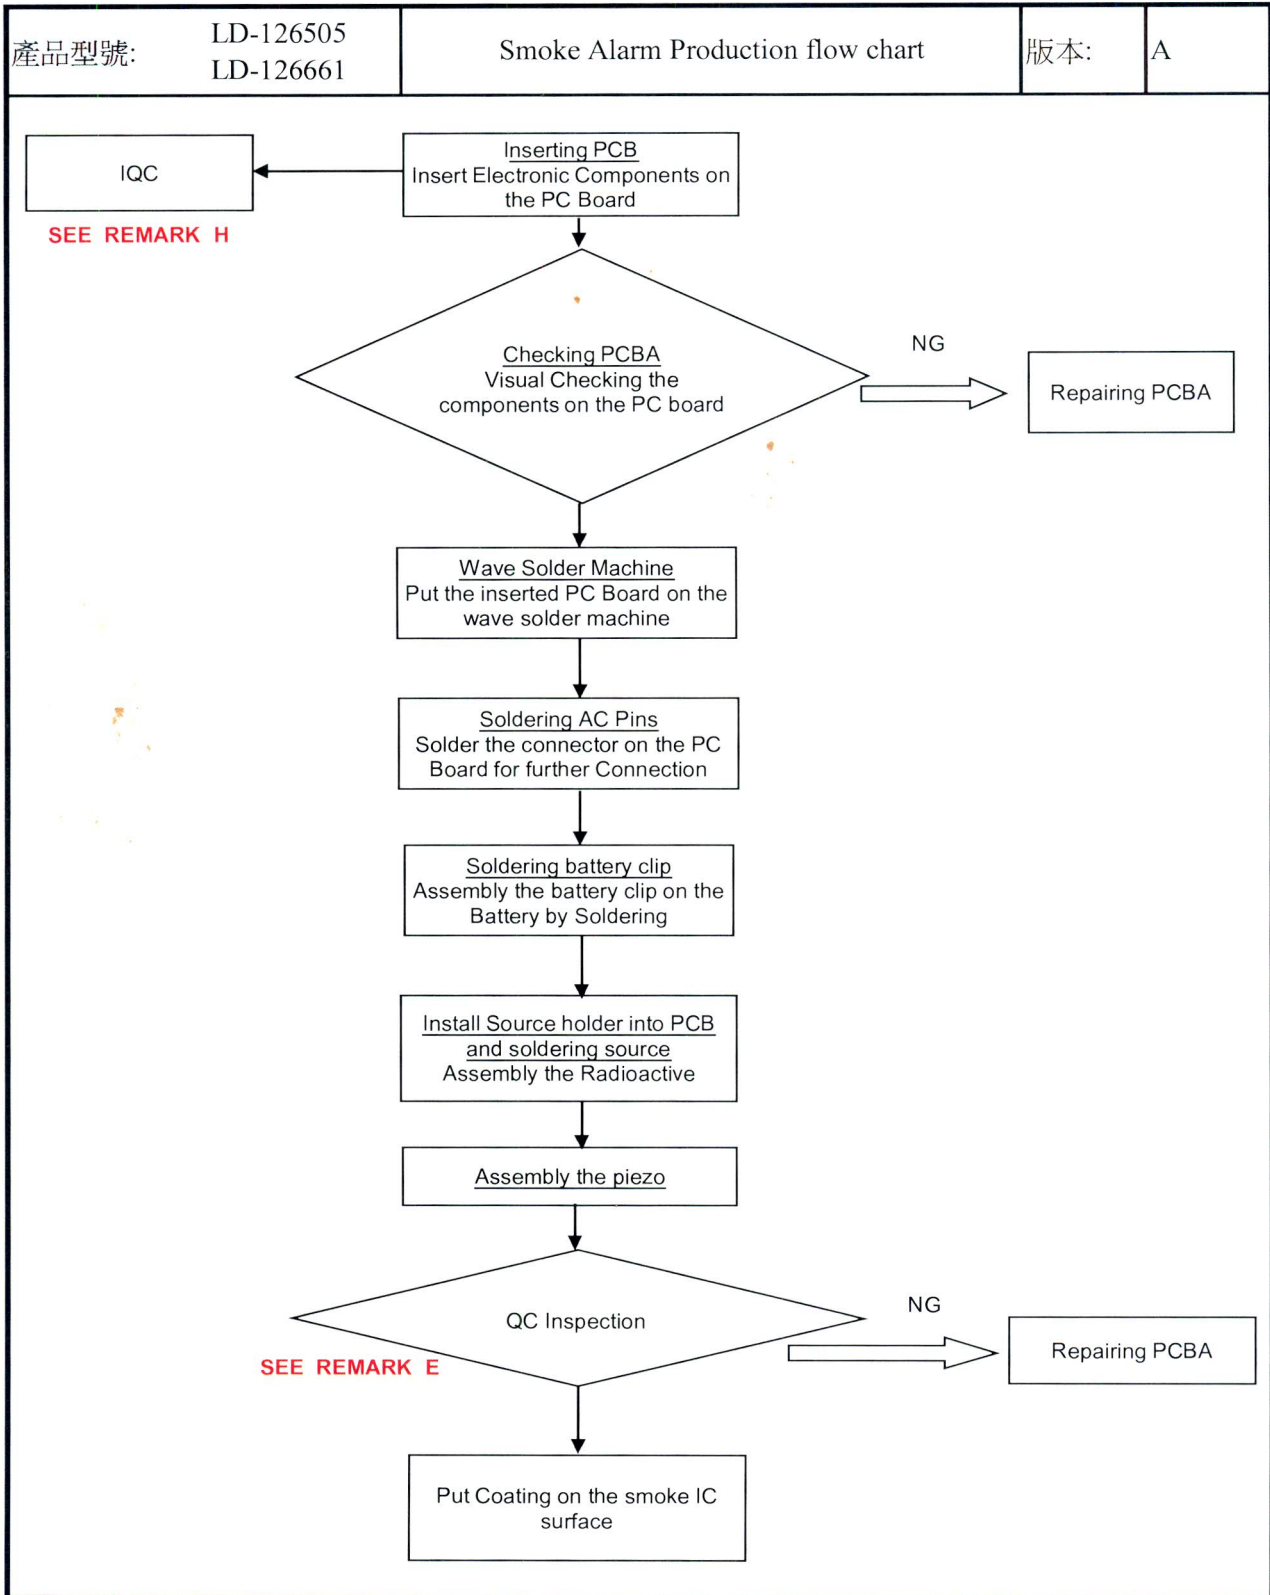 產品型號:
LD-126505
LD-126661
Smoke Alarm Production flow chart
版本:
A
Inserting PCB
Insert Electronic Components on
the PC Board
IQC
SEE REMARK H
Checking PCBA
Visual Checking the
components on the PC board
NG
Repairing PCBA
Wave Solder Machine
Put the inserted PC Board on the
wave solder machine
Soldering AC Pins
Solder the connector on the PC
Board for further Connection
Soldering battery clip
Assembly the battery clip on the
Battery by Soldering
Install Source holder into PCB
and soldering source
Assembly the Radioactive
Assembly the piezo
QC Inspection
SEE REMARK E
NG
Repairing PCBA
Put Coating on the smoke IC
surface